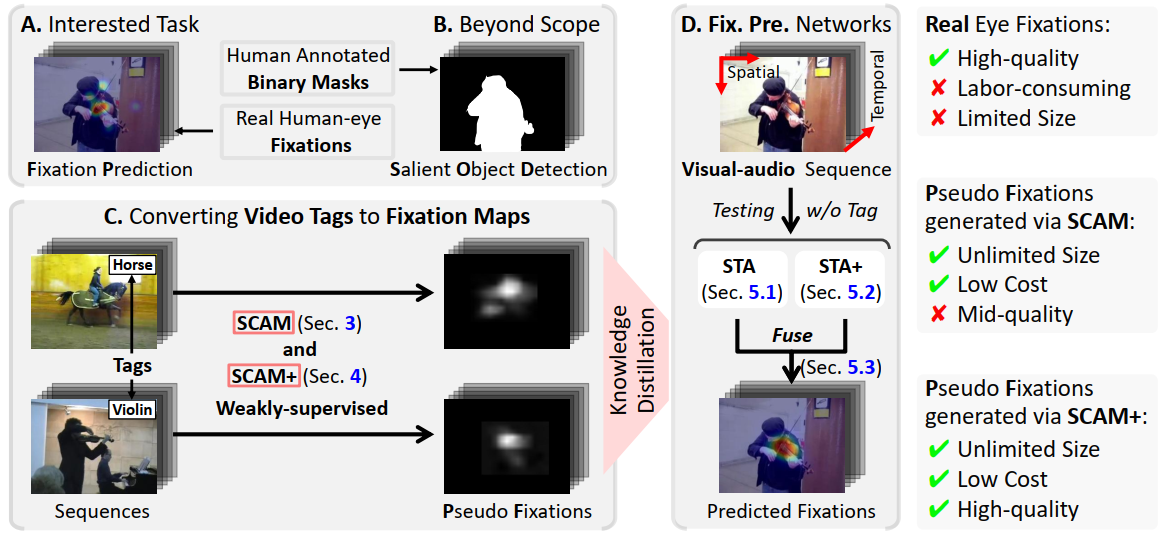 A. Interested Task
B. Beyond Scope
Human Annotated
Binary Masks
Real Human-eye
Fixations
Fixation Prediction
Salient Object Detection
C. Converting Video Tags to Fixation Maps
Horse
Tags
Violin
Sequences
SCAM (Sec. 3)
and
SCAM+ (Sec. 4)
Weakly-supervised
Pseudo Fixations
Knowledge
Distillation
D. Fix. Pre. Networks
Spatial
Temporal
Visual-audio Sequence
Testing w/o Tag
STA
(Sec. 5.1)
STA+
(Sec. 5.2)
Fuse
(Sec. 5.3)
Predicted Fixations
Real Eye Fixations:
✔ High-quality
✘ Labor-consuming
✘ Limited Size
Pseudo Fixations
generated via SCAM:
✔ Unlimited Size
✔ Low Cost
✘ Mid-quality
Pseudo Fixations
generated via SCAM+:
✔ Unlimited Size
✔ Low Cost
✔ High-quality